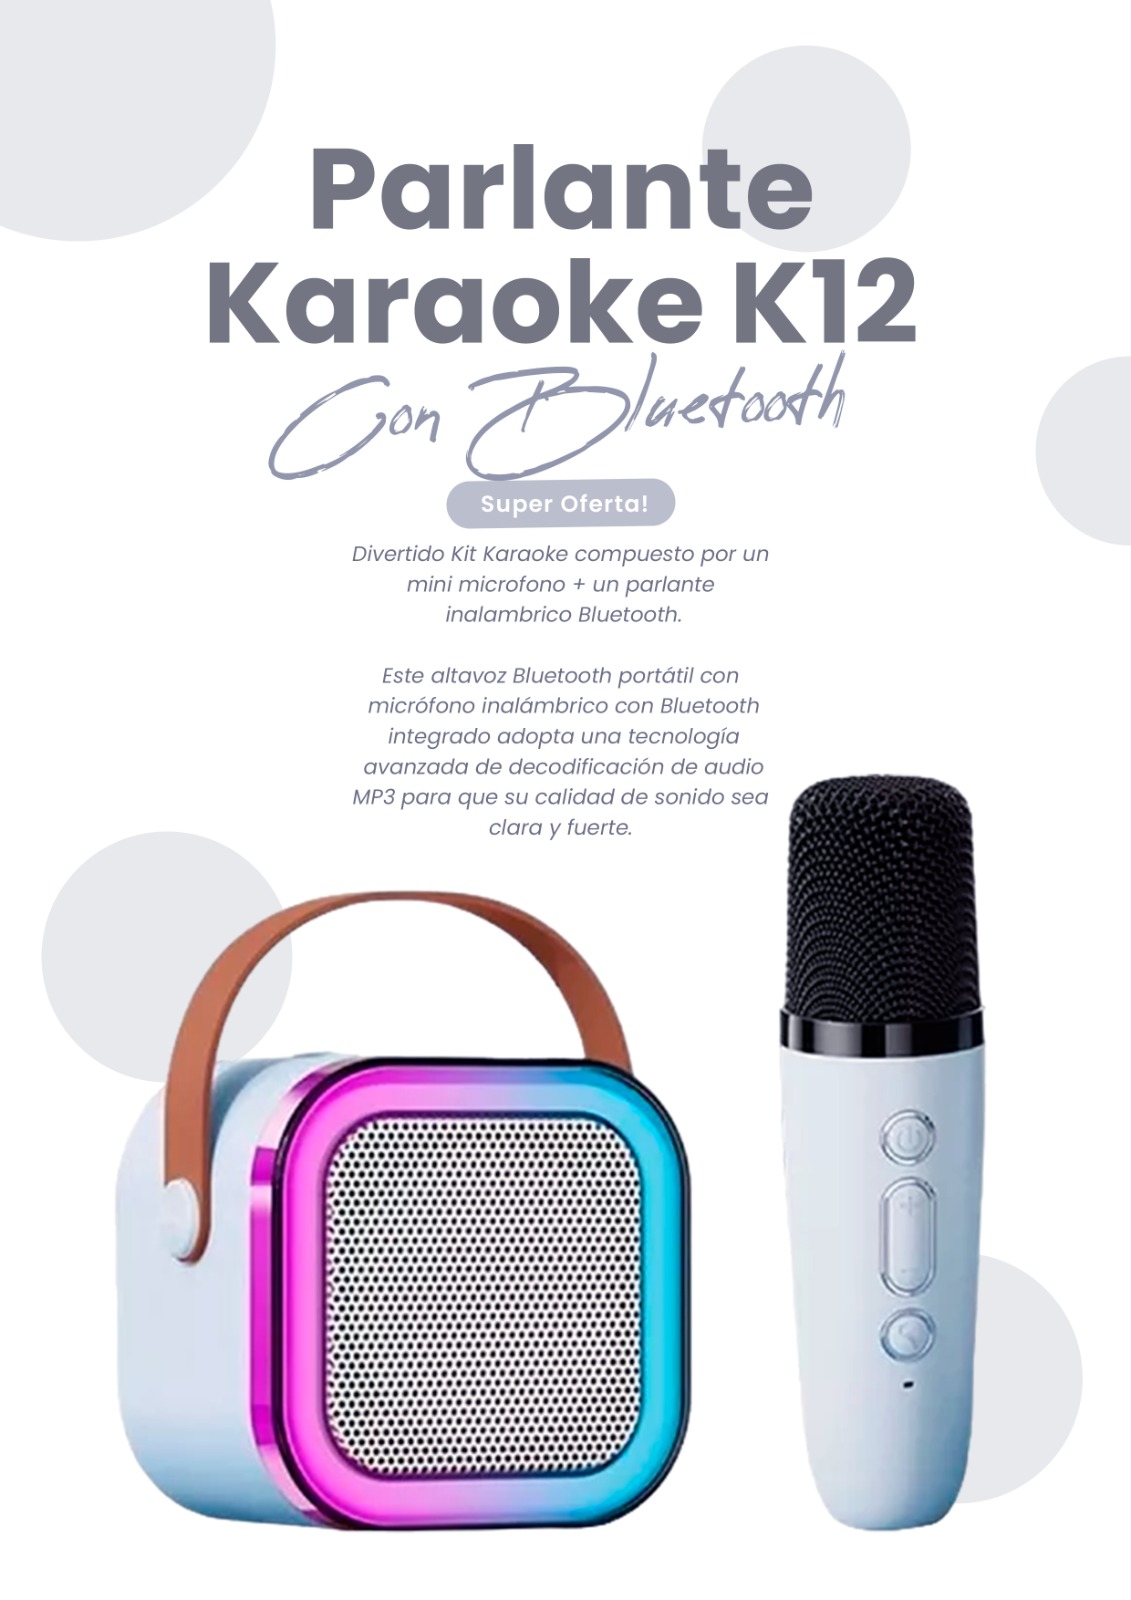 Parlante
Karaoke K12
Con Bluetooth
Super Oferta!
Divertido Kit Karaoke compuesto por un
mini microfono + un parlante
inalambrico Bluetooth.
Este altavoz Bluetooth portátil con
micrófono inalámbrico con Bluetooth
integrado adopta una tecnología
avanzada de decodificación de audio
MP3 para que su calidad de sonido sea
clara y fuerte.